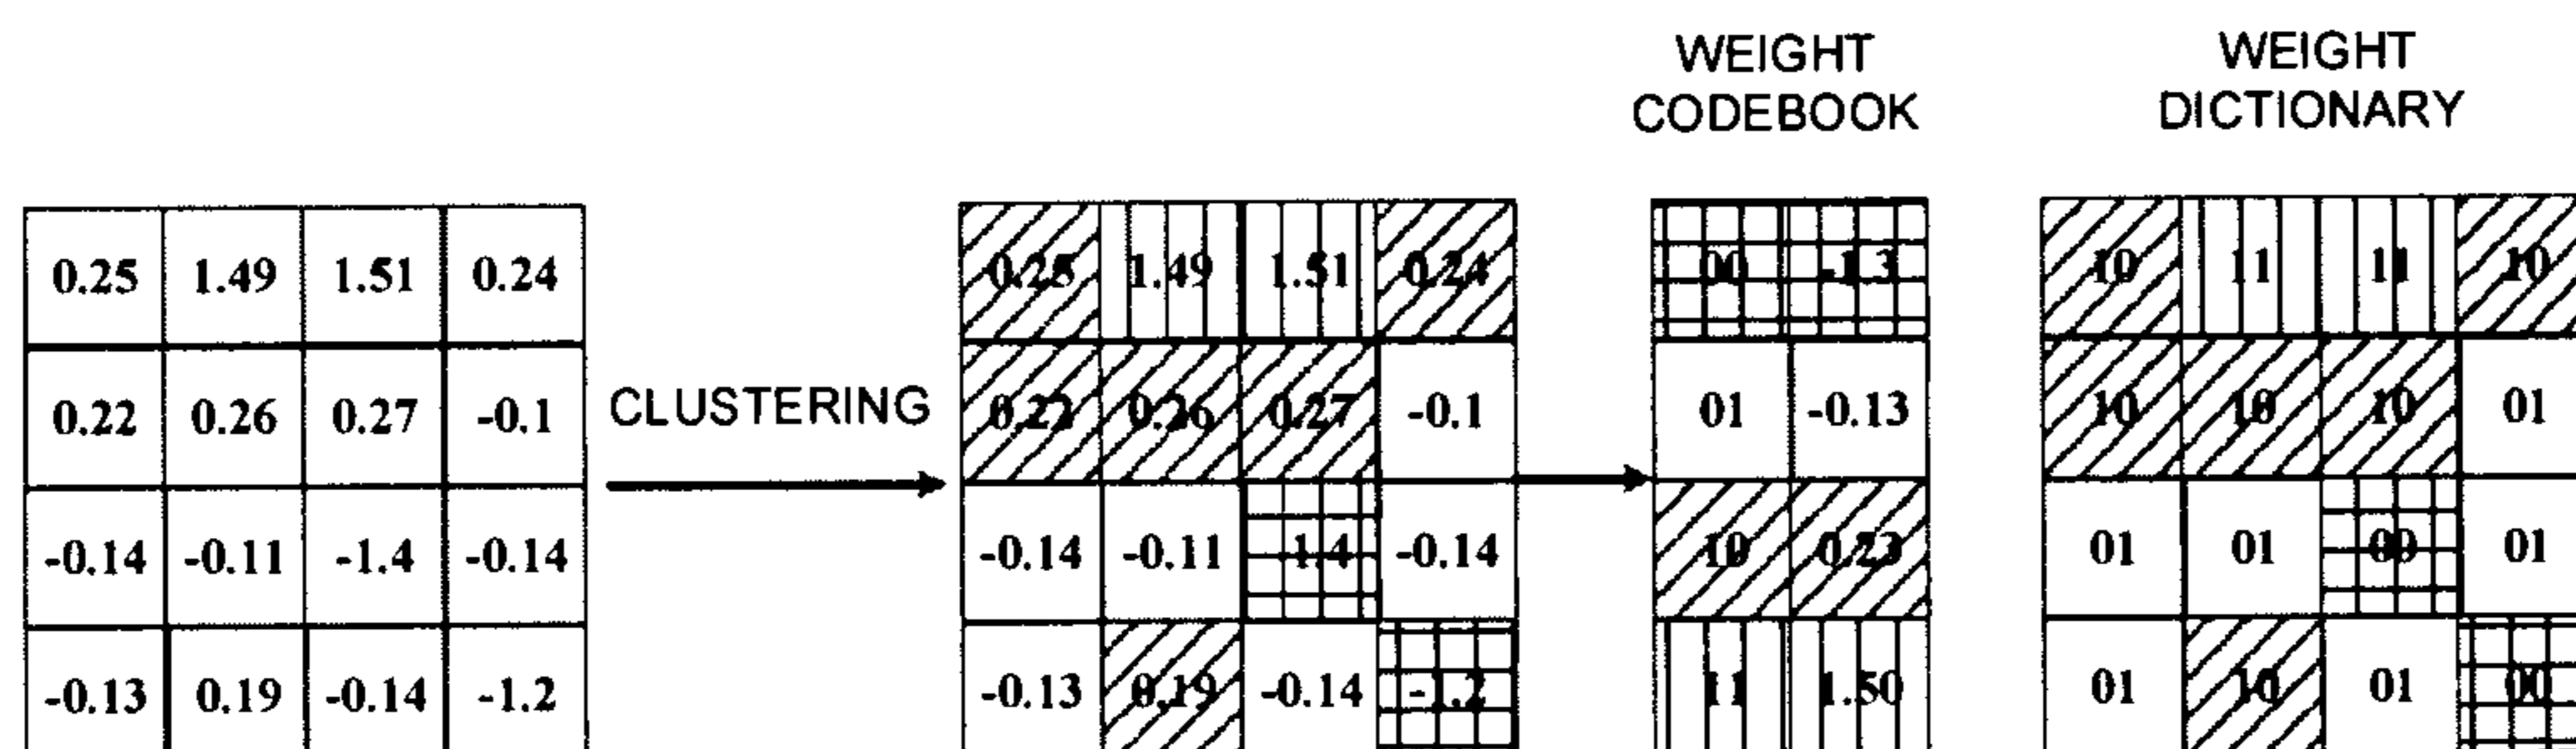 WEIGHT CODEBOOK
WEIGHT DICTIONARY
0.25 1.49 1.51 0.24
0.22 0.26 0.27 -0.1
-0.14 -0.11 -1.4 -0.14
-0.13 0.19 -0.14 -1.2
CLUSTERING
0.25 1.49 1.51 0.24
0.22 0.26 0.27 -0.1
-0.14 -0.11 -1.4 -0.14
-0.13 0.19 -0.14 -1.2
00 -1.3
01 -0.13
10 0.23
11 1.50
10 11 11 10
10 10 10 01
01 01 00 01
01 10 01 00